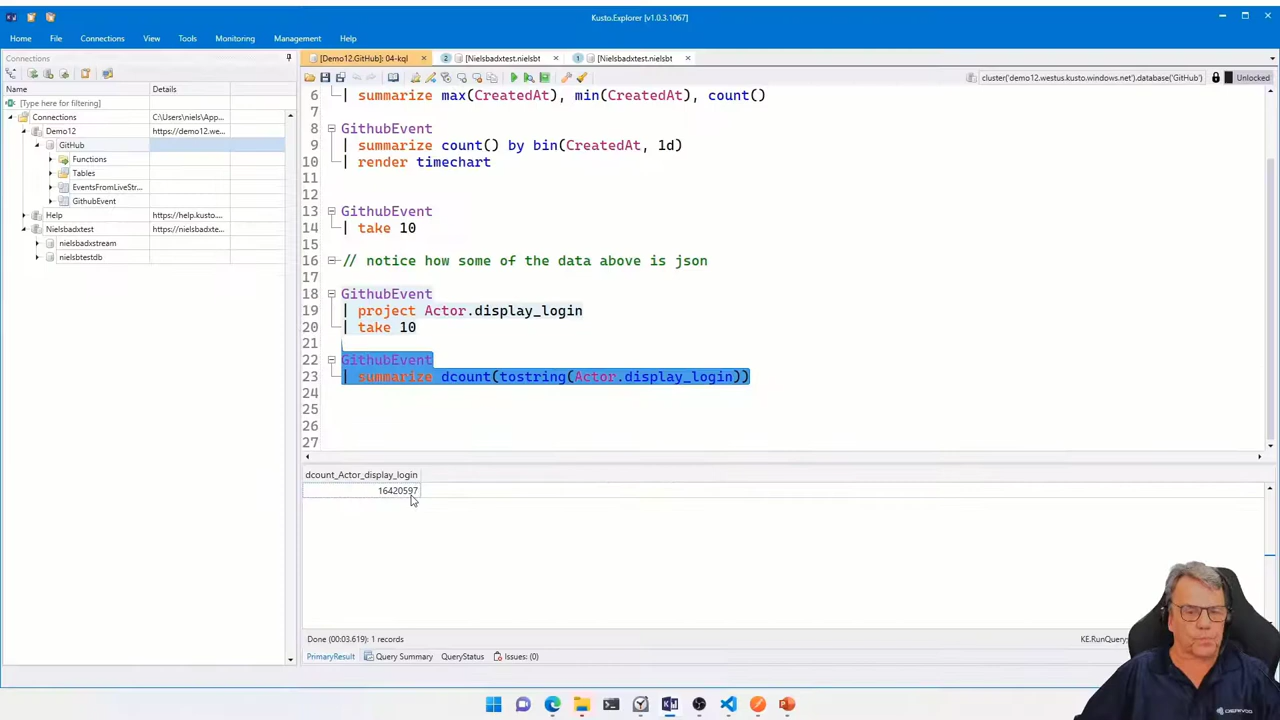 Kusto.Explorer [v1.0.3.1067]
Home File Connections View Tools Monitoring Management Help
Connections
[Demo12.GitHub]: 04-kql × 2 [Nielsbadxtest.nielsbt × 1 [Nielsbadxtest.nielsbt ×
cluster('demo12.westus.kusto.windows.net').database('GitHub') Unlocked
Name Details
[Type here for filtering]
Connections C:\Users\niels\App...
Demo12 https://demo12.we...
GitHub
Functions
Tables
EventsFromLiveStr...
GithubEvent
Help https://help.kusto....
Nielsbadxtest https://nielsbadxte...
nielsbadxstream
nielsbtestdb
6 | summarize max(CreatedAt), min(CreatedAt), count()
7
8 GithubEvent
9 | summarize count() by bin(CreatedAt, 1d)
10 | render timechart
11
12
13 GithubEvent
14 | take 10
15
16 // notice how some of the data above is json
17
18 GithubEvent
19 | project Actor.display_login
20 | take 10
21
22 GithubEvent
23 | summarize dcount(tostring(Actor.display_login))
24
25
26
27
dcount_Actor_display_login
16420597
Done (00:03.619): 1 records
KE.RunQuery;
PrimaryResult Query Summary QueryStatus Issues: (0)